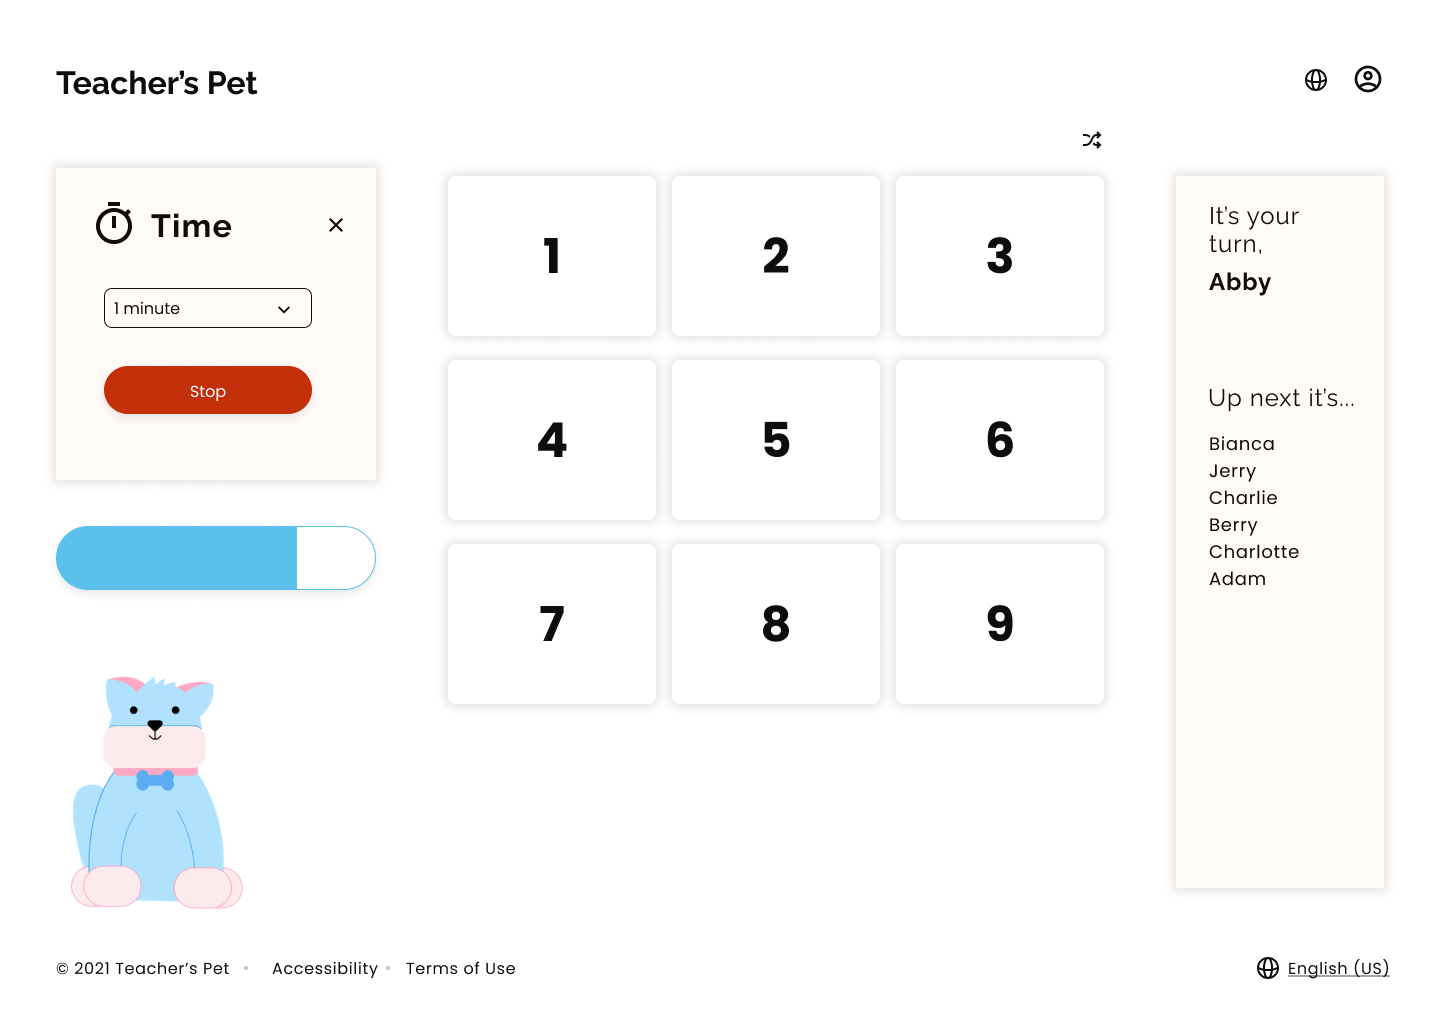 Teacher’s Pet
Time
1 minute
Stop
1
2
3
4
5
6
7
8
9
It’s your
turn,
Abby
Up next it’s...
Bianca
Jerry
Charlie
Berry
Charlotte
Adam
© 2021 Teacher’s Pet • Accessibility • Terms of Use
English (US)